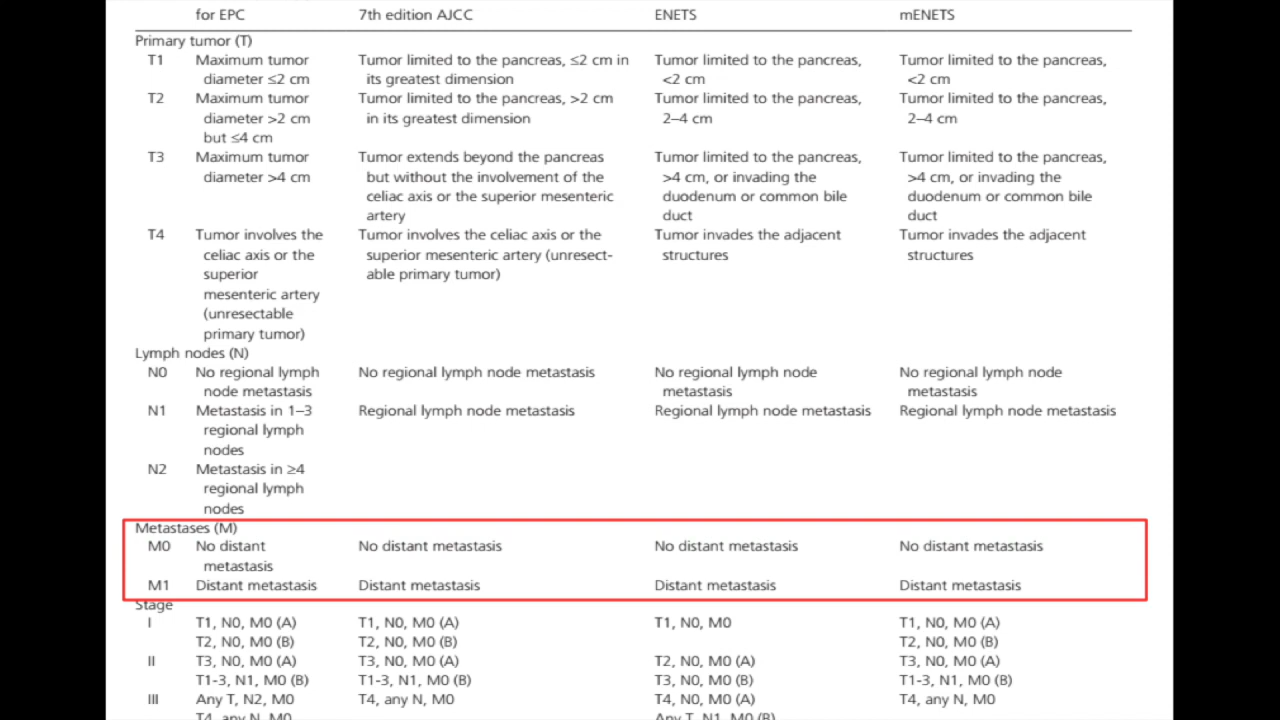 for EPC 7th edition AJCC ENETS mENETS
Primary tumor (T)
T1 Maximum tumor Tumor limited to the pancreas, ≤2 cm in Tumor limited to the pancreas, Tumor limited to the pancreas,
diameter ≤2 cm its greatest dimension <2 cm <2 cm
T2 Maximum tumor Tumor limited to the pancreas, >2 cm Tumor limited to the pancreas, Tumor limited to the pancreas,
diameter >2 cm in its greatest dimension 2–4 cm 2–4 cm
but ≤4 cm
T3 Maximum tumor Tumor extends beyond the pancreas Tumor limited to the pancreas, Tumor limited to the pancreas,
diameter >4 cm but without the involvement of the >4 cm, or invading the >4 cm, or invading the
celiac axis or the superior mesenteric duodenum or common bile duodenum or common bile
artery duct duct
T4 Tumor involves the Tumor involves the celiac axis or the Tumor invades the adjacent Tumor invades the adjacent
celiac axis or the superior mesenteric artery (unresect- structures structures
superior able primary tumor)
mesenteric artery
(unresectable
primary tumor)
Lymph nodes (N)
N0 No regional lymph No regional lymph node metastasis No regional lymph node No regional lymph node
node metastasis metastasis metastasis
N1 Metastasis in 1–3 Regional lymph node metastasis Regional lymph node metastasis Regional lymph node metastasis
regional lymph
nodes
N2 Metastasis in ≥4
regional lymph
nodes
Metastases (M)
M0 No distant No distant metastasis No distant metastasis No distant metastasis
metastasis
M1 Distant metastasis Distant metastasis Distant metastasis Distant metastasis
Stage
I T1, N0, M0 (A) T1, N0, M0 (A) T1, N0, M0 T1, N0, M0 (A)
T2, N0, M0 (B) T2, N0, M0 (B) T2, N0, M0 (B)
II T3, N0, M0 (A) T3, N0, M0 (A) T2, N0, M0 (A) T3, N0, M0 (A)
T1-3, N1, M0 (B) T1-3, N1, M0 (B) T3, N0, M0 (B) T1-3, N1, M0 (B)
III Any T, N2, M0 T4, any N, M0 T4, N0, M0 (A) T4, any N, M0
T4, any N, M0 Any T, N1, M0 (B)